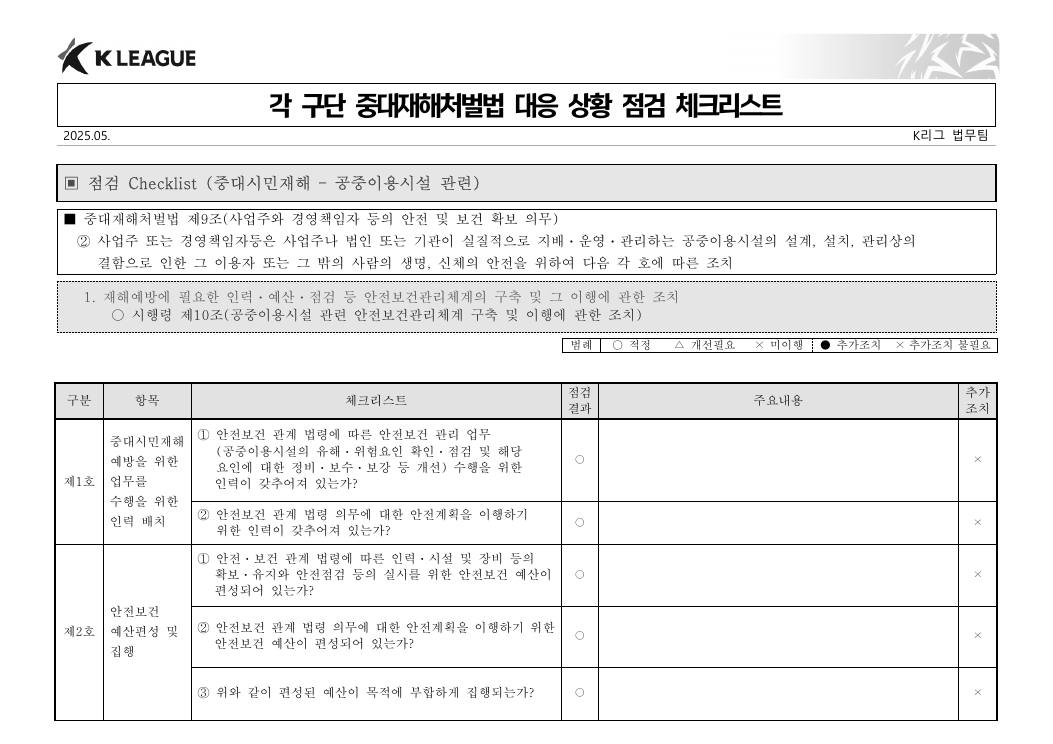 K LEAGUE
각 구단 중대재해처벌법 대응 상황 점검 체크리스트
2025.05.
K리그 법무팀
▣ 점검 Checklist (중대시민재해 - 공중이용시설 관련)
■ 중대재해처벌법 제9조(사업주와 경영책임자 등의 안전 및 보건 확보 의무)
② 사업주 또는 경영책임자등은 사업주나 법인 또는 기관이 실질적으로 지배·운영·관리하는 공중이용시설의 설계, 설치, 관리상의
결함으로 인한 그 이용자 또는 그 밖의 사람의 생명, 신체의 안전을 위하여 다음 각 호에 따른 조치
1. 재해예방에 필요한 인력·예산·점검 등 안전보건관리체계의 구축 및 그 이행에 관한 조치
○ 시행령 제10조(공중이용시설 관련 안전보건관리체계 구축 및 이행에 관한 조치)
범례 ○ 적정 △ 개선필요 × 미이행 ● 추가조치 × 추가조치 불필요
구분 항목 체크리스트 점검 결과 주요내용 추가 조치
제1호
중대시민재해
예방을 위한
업무를
수행을 위한
인력 배치
① 안전보건 관계 법령에 따른 안전보건 관리 업무
(공중이용시설의 유해·위험요인 확인·점검 및 해당
요인에 대한 정비·보수·보강 등 개선) 수행을 위한
인력이 갖추어져 있는가?
○ ×
② 안전보건 관계 법령 의무에 대한 안전계획을 이행하기
위한 인력이 갖추어져 있는가?
○ ×
제2호
안전보건
예산편성 및
집행
① 안전·보건 관계 법령에 따른 인력·시설 및 장비 등의
확보·유지와 안전점검 등의 실시를 위한 안전보건 예산이
편성되어 있는가?
○ ×
② 안전보건 관계 법령 의무에 대한 안전계획을 이행하기 위한
안전보건 예산이 편성되어 있는가?
○ ×
③ 위와 같이 편성된 예산이 목적에 부합하게 집행되는가?
○ ×